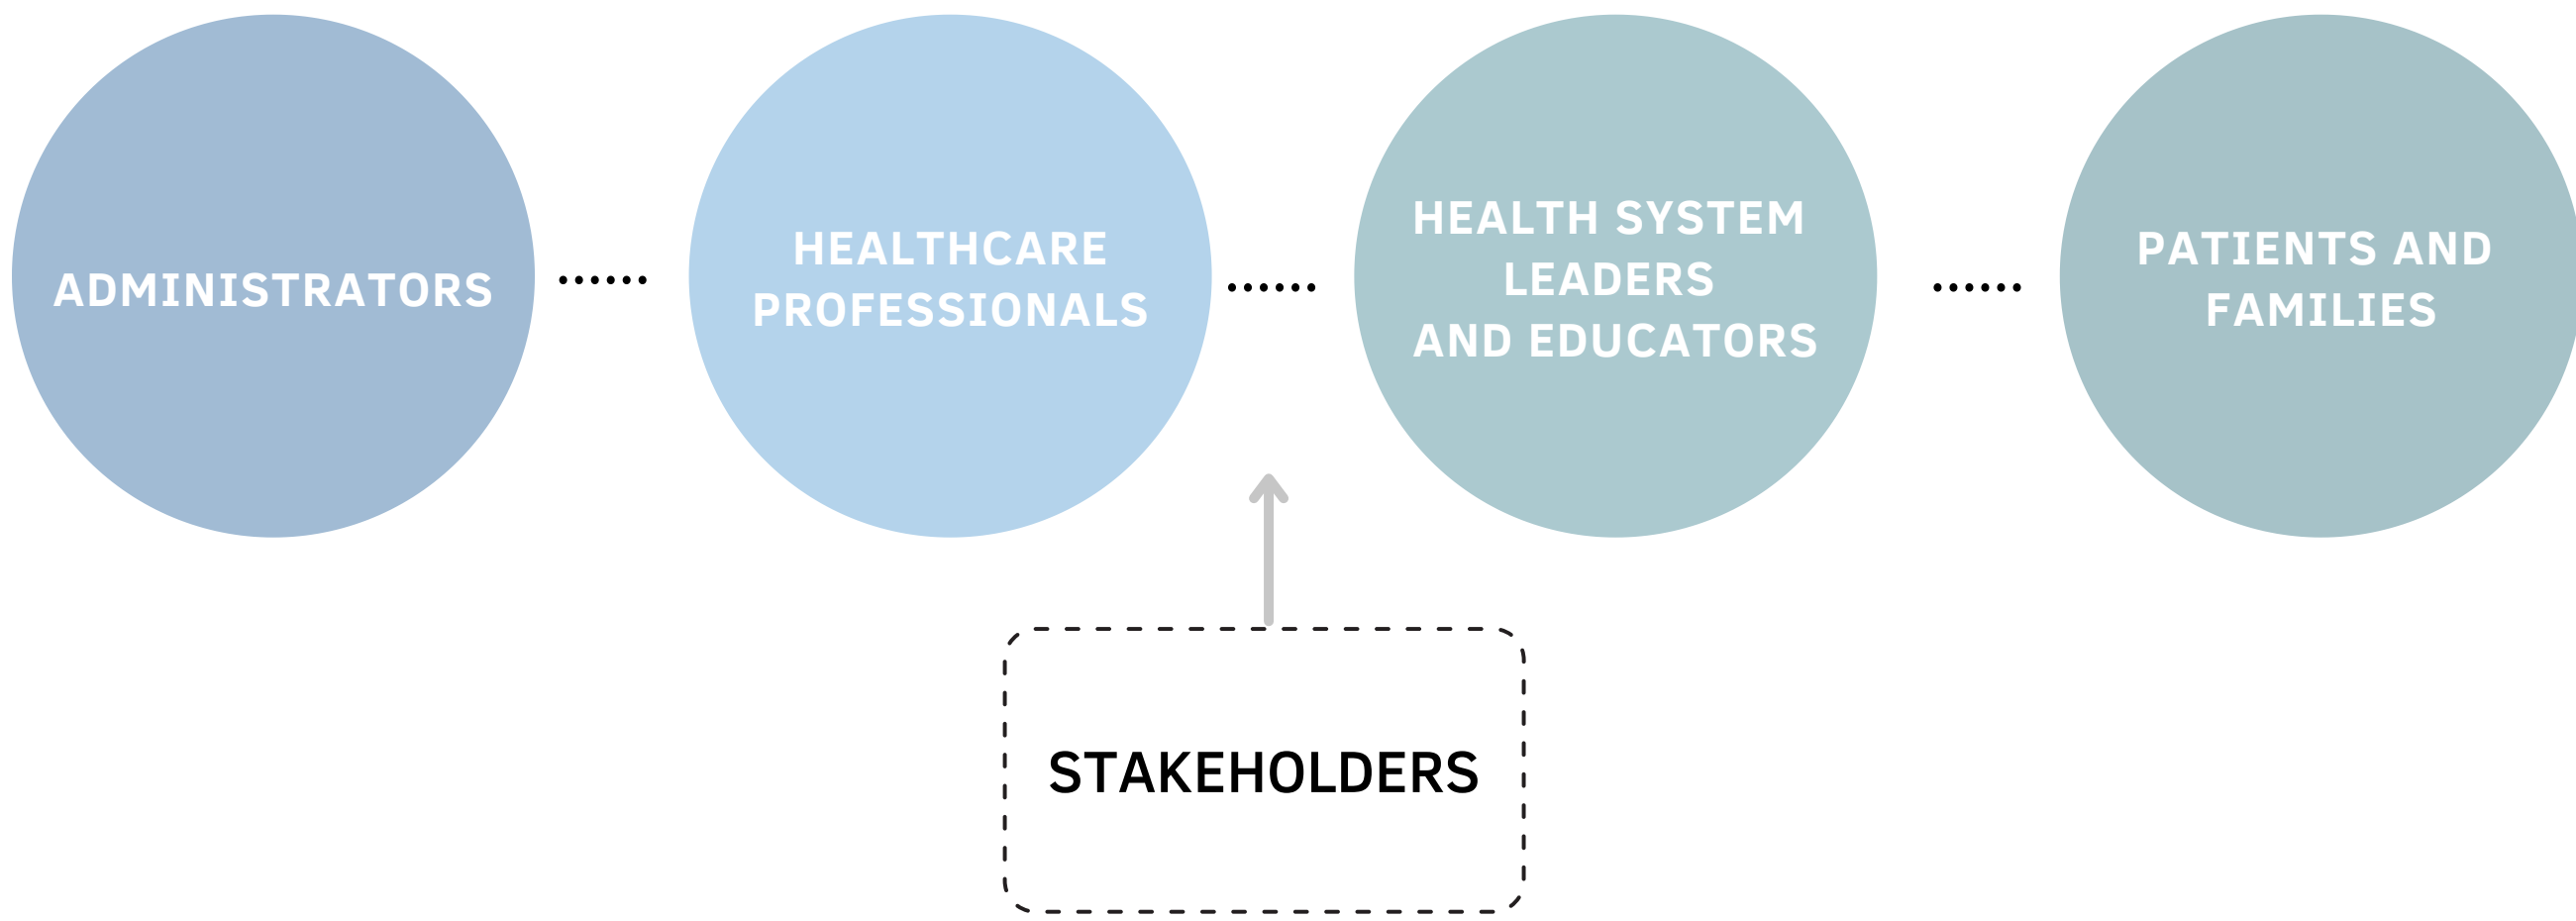 ADMINISTRATORS
HEALTHCARE
PROFESSIONALS
HEALTH SYSTEM
LEADERS
AND EDUCATORS
PATIENTS AND
FAMILIES
STAKEHOLDERS